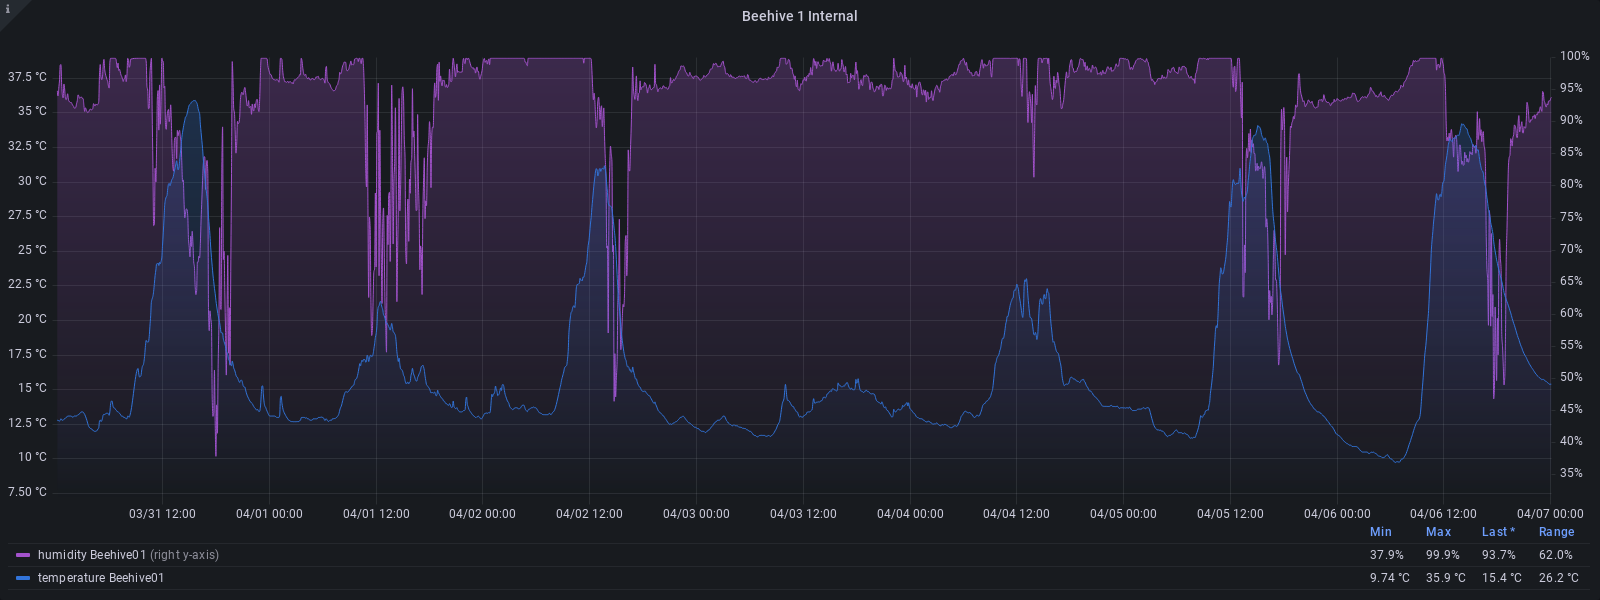 i
Beehive 1 Internal
37.5 °C
35 °C
32.5 °C
30 °C
27.5 °C
25 °C
22.5 °C
20 °C
17.5 °C
15 °C
12.5 °C
10 °C
7.50 °C
100%
95%
90%
85%
80%
75%
70%
65%
60%
55%
50%
45%
40%
35%
03/31 12:00 04/01 00:00 04/01 12:00 04/02 00:00 04/02 12:00 04/03 00:00 04/03 12:00 04/04 00:00 04/04 12:00 04/05 00:00 04/05 12:00 04/06 00:00 04/06 12:00 04/07 00:00
Min Max Last * Range
humidity Beehive01 (right y-axis) 37.9% 99.9% 93.7% 62.0%
temperature Beehive01 9.74 °C 35.9 °C 15.4 °C 26.2 °C